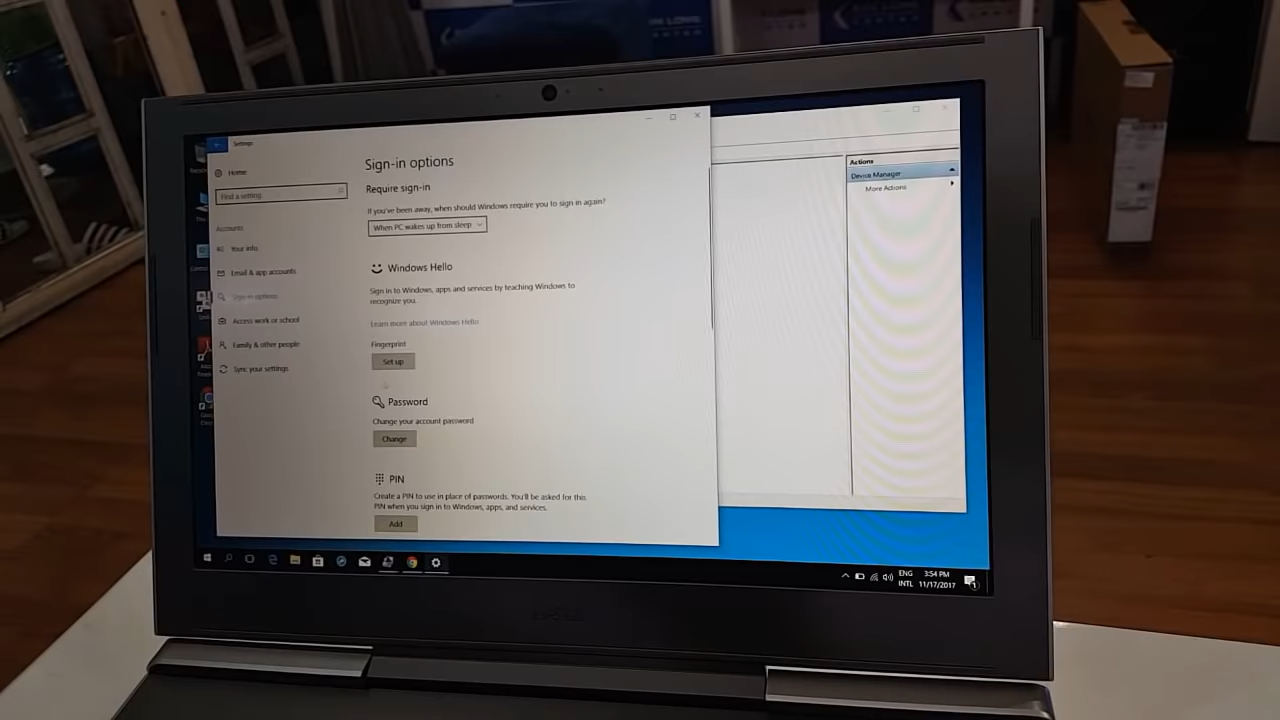 Settings
Home
Find a setting
Accounts
Your info
Email & app accounts
Sign-in options
Access work or school
Family & other people
Sync your settings
Sign-in options
Require sign-in
If you've been away, when should Windows require you to sign in again?
When PC wakes up from sleep
Windows Hello
Sign in to Windows, apps and services by teaching Windows to
recognize you.
Learn more about Windows Hello
Fingerprint
Set up
Password
Change your account password
Change
PIN
Create a PIN to use in place of passwords. You'll be asked for this
PIN when you sign in to Windows, apps, and services.
Add
Actions
Device Manager
More Actions
ENG
INTL
3:54 PM
11/17/2017
1